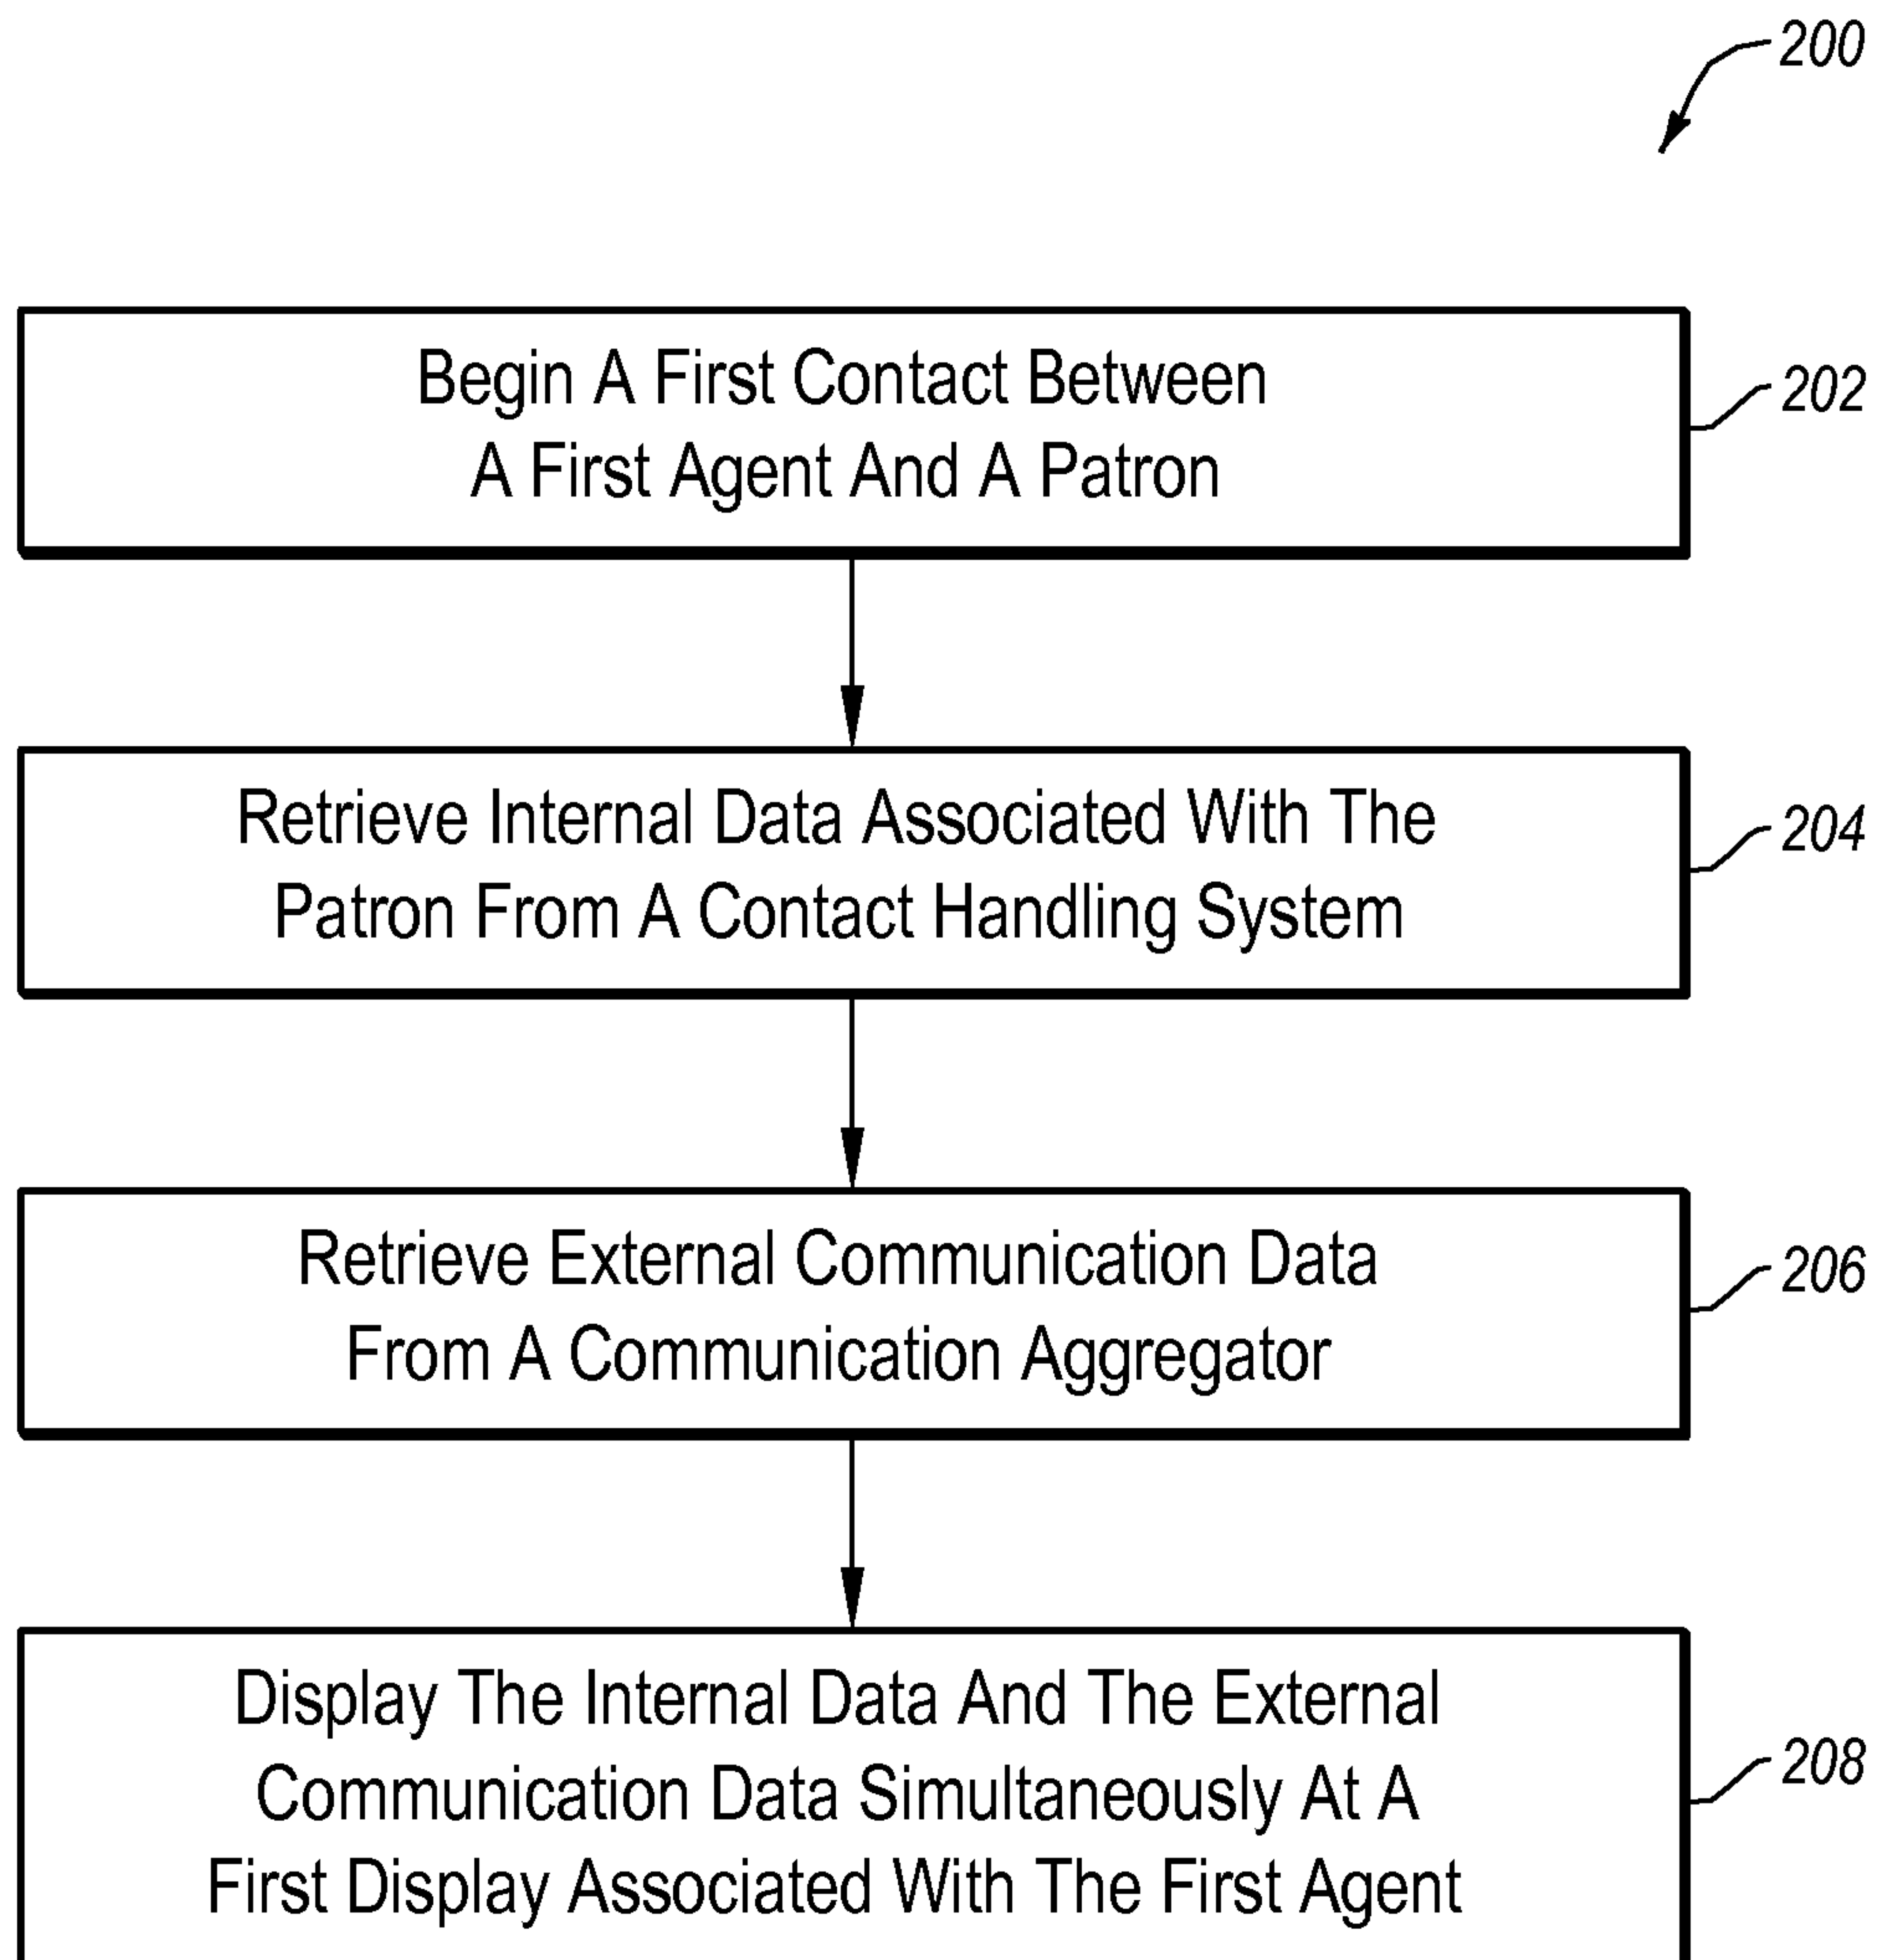 200
Begin A First Contact Between
A First Agent And A Patron
202
Retrieve Internal Data Associated With The
Patron From A Contact Handling System
204
Retrieve External Communication Data
From A Communication Aggregator
206
Display The Internal Data And The External
Communication Data Simultaneously At A
First Display Associated With The First Agent
208